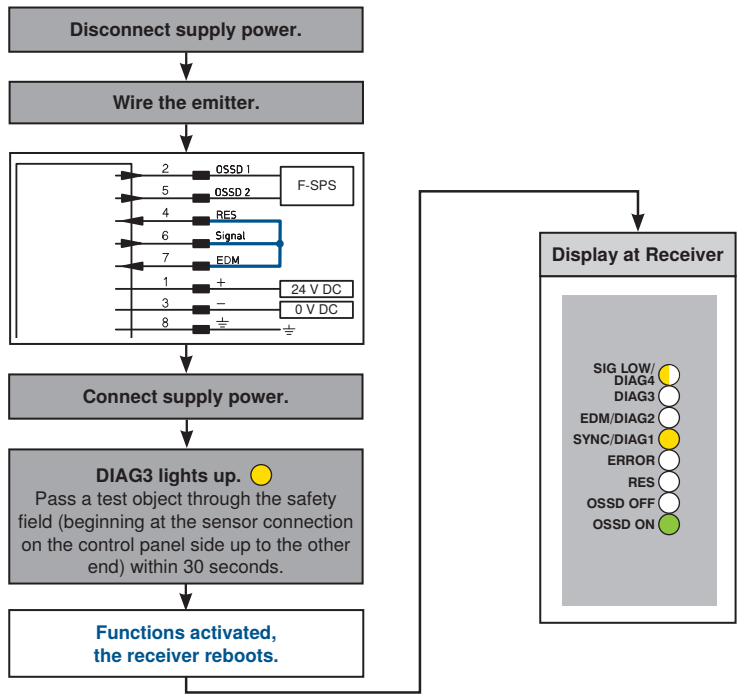 Disconnect supply power.
Wire the emitter.
2 OSSD 1
F-SPS
5 OSSD 2
4 RES
6 Signal
7 EDM
1 + 24 V DC
3 – 0 V DC
8
Connect supply power.
DIAG3 lights up.
Pass a test object through the safety
field (beginning at the sensor connection
on the control panel side up to the other
end) within 30 seconds.
Functions activated,
the receiver reboots.
Display at Receiver
SIG LOW/
DIAG4
DIAG3
EDM/DIAG2
SYNC/DIAG1
ERROR
RES
OSSD OFF
OSSD ON